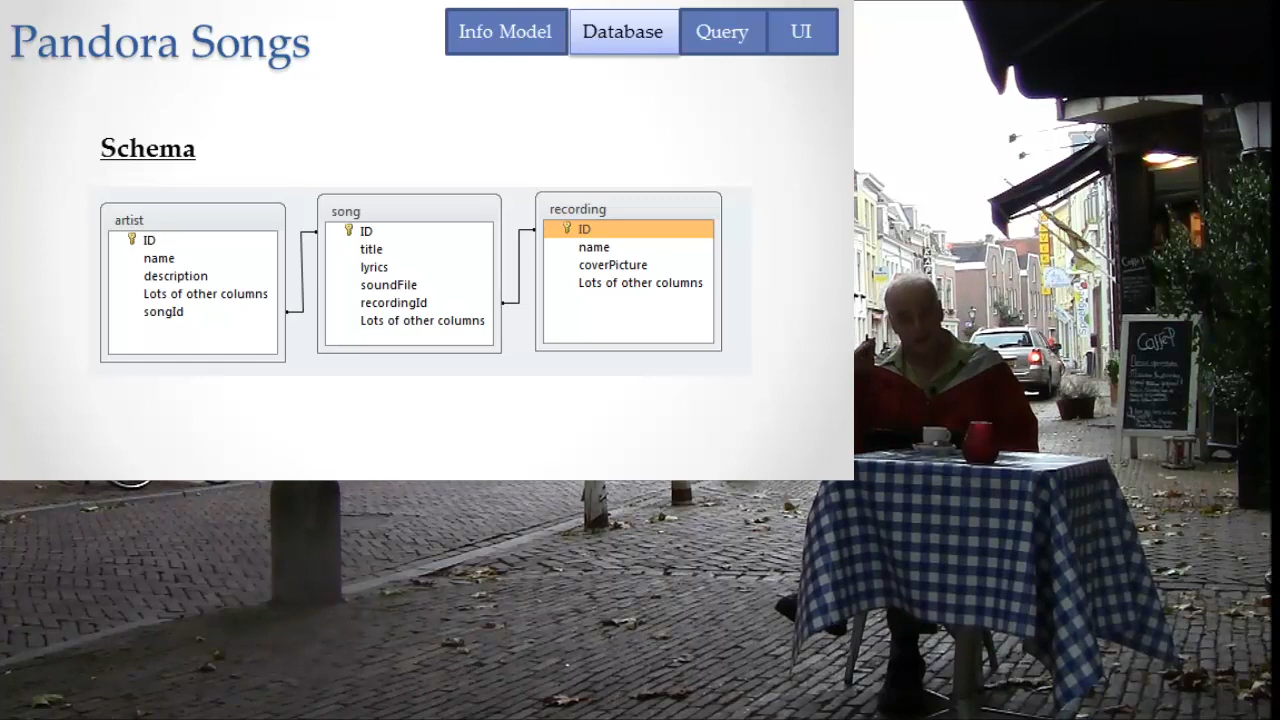 Pandora Songs
Info Model
Database
Query
UI
Schema
artist
ID
name
description
Lots of other columns
songId
song
ID
title
lyrics
soundFile
recordingId
Lots of other columns
recording
ID
name
coverPicture
Lots of other columns